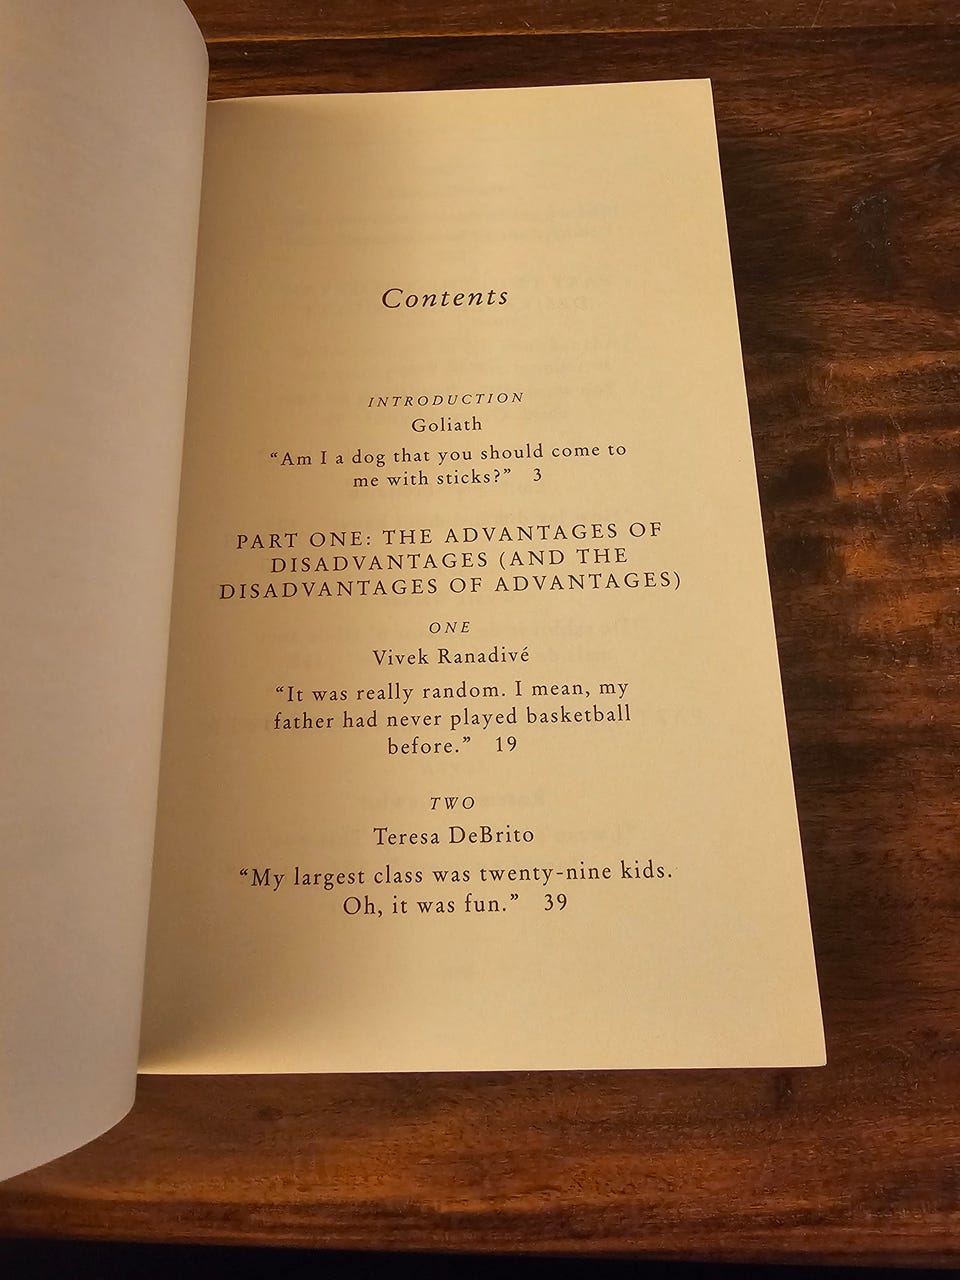 Contents
INTRODUCTION
Goliath
“Am I a dog that you should come to
me with sticks?” 3
PART ONE: THE ADVANTAGES OF
DISADVANTAGES (AND THE
DISADVANTAGES OF ADVANTAGES)
ONE
Vivek Ranadivé
“It was really random. I mean, my
father had never played basketball
before.” 19
TWO
Teresa DeBrito
“My largest class was twenty-nine kids.
Oh, it was fun.” 39